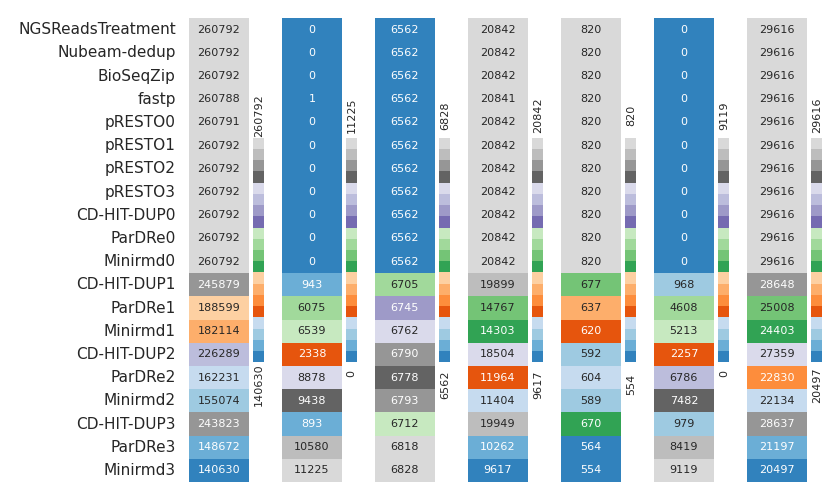 NGSReadsTreatment 260792 0 6562 20842 820 0 29616
Nubeam-dedup 260792 0 6562 20842 820 0 29616
BioSeqZip 260792 0 6562 20842 820 0 29616
fastp 260788 1 6562 20841 820 0 29616
pRESTO0 260791 0 6562 20842 820 0 29616
pRESTO1 260792 0 6562 20842 820 0 29616
pRESTO2 260792 0 6562 20842 820 0 29616
pRESTO3 260792 0 6562 20842 820 0 29616
CD-HIT-DUP0 260792 0 6562 20842 820 0 29616
ParDRe0 260792 0 6562 20842 820 0 29616
Minirmd0 260792 0 6562 20842 820 0 29616
CD-HIT-DUP1 245879 943 6705 19899 677 968 28648
ParDRe1 188599 6075 6745 14767 637 4608 25008
Minirmd1 182114 6539 6762 14303 620 5213 24403
CD-HIT-DUP2 226289 2338 6790 18504 592 2257 27359
ParDRe2 162231 8878 6778 11964 604 6786 22830
Minirmd2 155074 9438 6793 11404 589 7482 22134
CD-HIT-DUP3 243823 893 6712 19949 670 979 28637
ParDRe3 148672 10580 6818 10262 564 8419 21197
Minirmd3 140630 11225 6828 9617 554 9119 20497
260792 11225 6828 20842 820 9119 29616
140630 0 6562 9617 554 0 20497